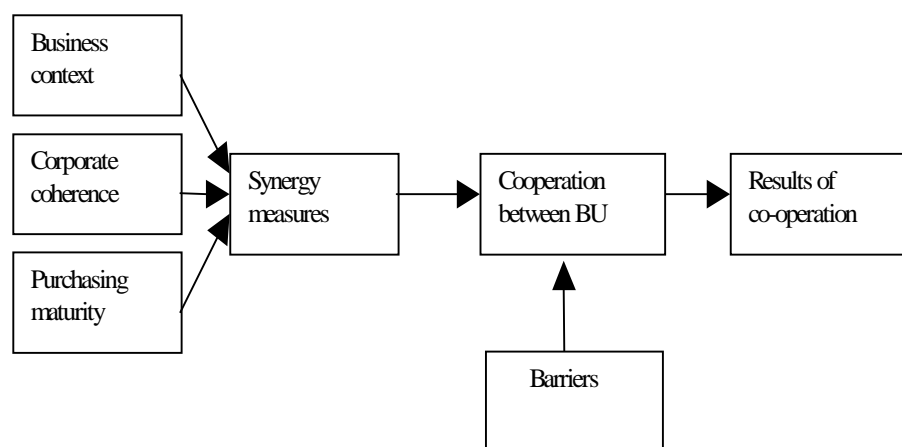 Business
context
Corporate
coherence
Purchasing
maturity
Synergy
measures
Cooperation
between BU
Results of
co-operation
Barriers